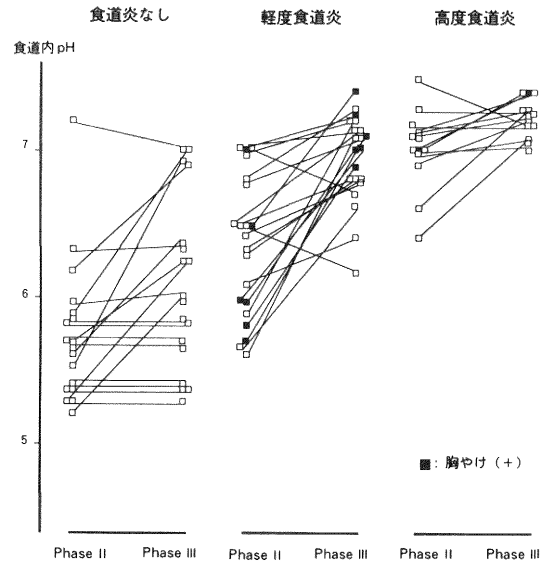 食道炎なし 軽度食道炎 高度食道炎
食道内pH
7
6
5
■: 胸やけ (+)
Phase II Phase III Phase II Phase III Phase II Phase III